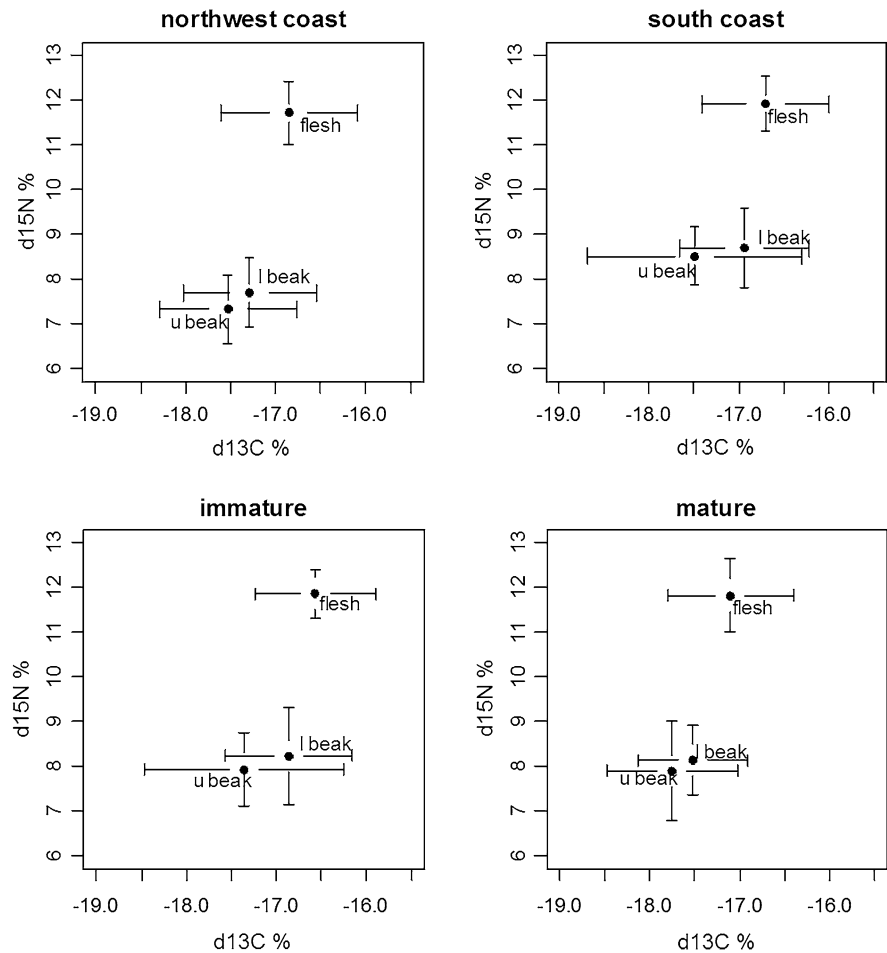 northwest coast
13
12
11
10
9
8
7
6
d15N %
flesh
l beak
u beak
-19.0 -18.0 -17.0 -16.0
d13C %
south coast
13
12
11
10
9
8
7
6
d15N %
flesh
l beak
u beak
-19.0 -18.0 -17.0 -16.0
d13C %
immature
13
12
11
10
9
8
7
6
d15N %
flesh
l beak
u beak
-19.0 -18.0 -17.0 -16.0
d13C %
mature
13
12
11
10
9
8
7
6
d15N %
flesh
l beak
u beak
-19.0 -18.0 -17.0 -16.0
d13C %